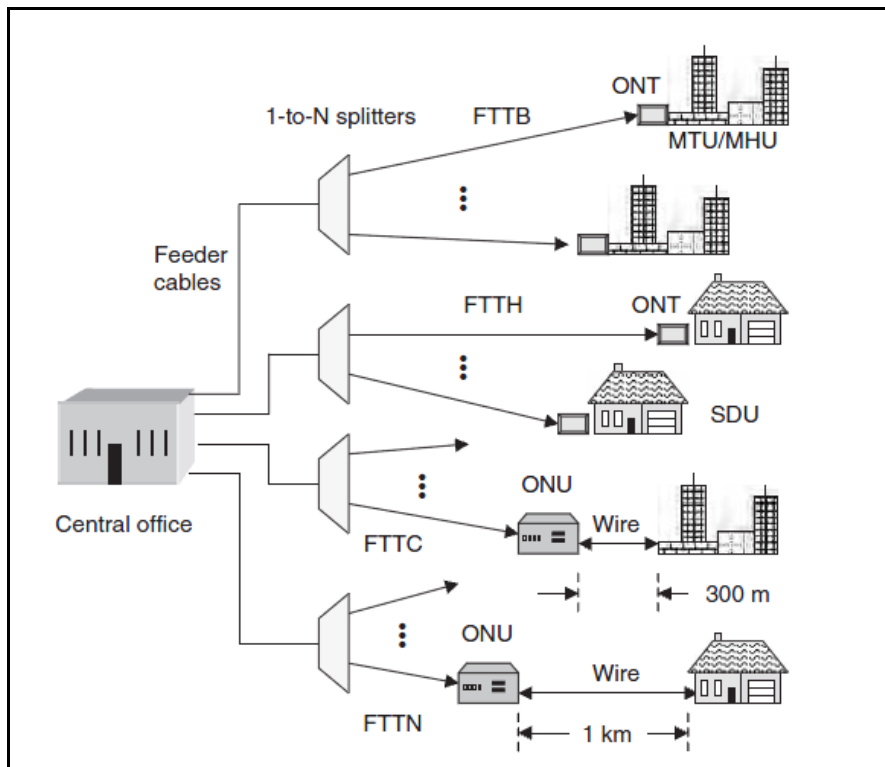 ONT
1-to-N splitters
FTTB
MTU/MHU
Feeder
cables
FTTH
ONT
SDU
Central office
ONU
Wire
FTTC
300 m
ONU
Wire
FTTN
1 km